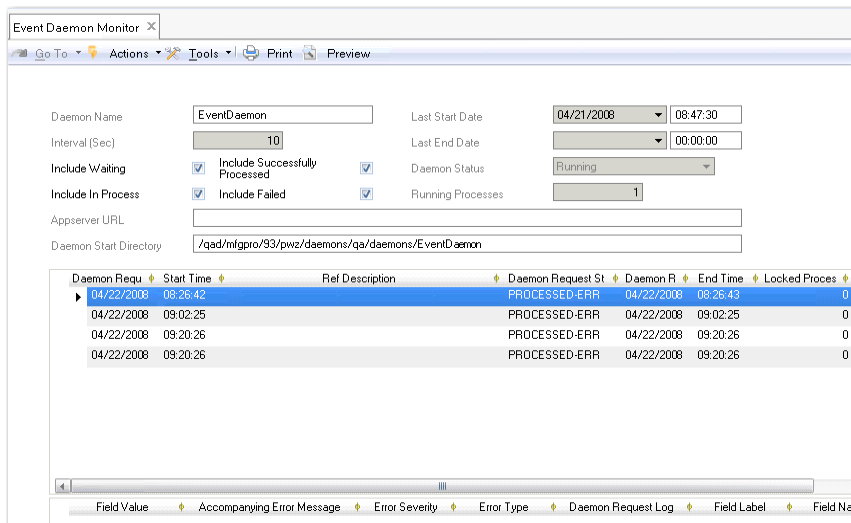 Event Daemon Monitor
Go To Actions Tools Print Preview
Daemon Name EventDaemon Last Start Date 04/21/2008 08:47:30
Interval (Sec) 10 Last End Date 00:00:00
Include Waiting Include Successfully Processed Daemon Status Running
Include In Process Include Failed Running Processes 1
Appserver URL
Daemon Start Directory /qad/mfgpro/93/pwz/daemons/qa/daemons/EventDaemon
Daemon Requ Start Time Ref Description Daemon Request St Daemon R End Time Locked Proces
04/22/2008 08:26:42 PROCESSED-ERR 04/22/2008 08:26:43 0
04/22/2008 09:02:25 PROCESSED-ERR 04/22/2008 09:02:25 0
04/22/2008 09:20:26 PROCESSED-ERR 04/22/2008 09:20:26 0
04/22/2008 09:20:26 PROCESSED-ERR 04/22/2008 09:20:26 0
Field Value Accompanying Error Message Error Severity Error Type Daemon Request Log Field Label Field Na